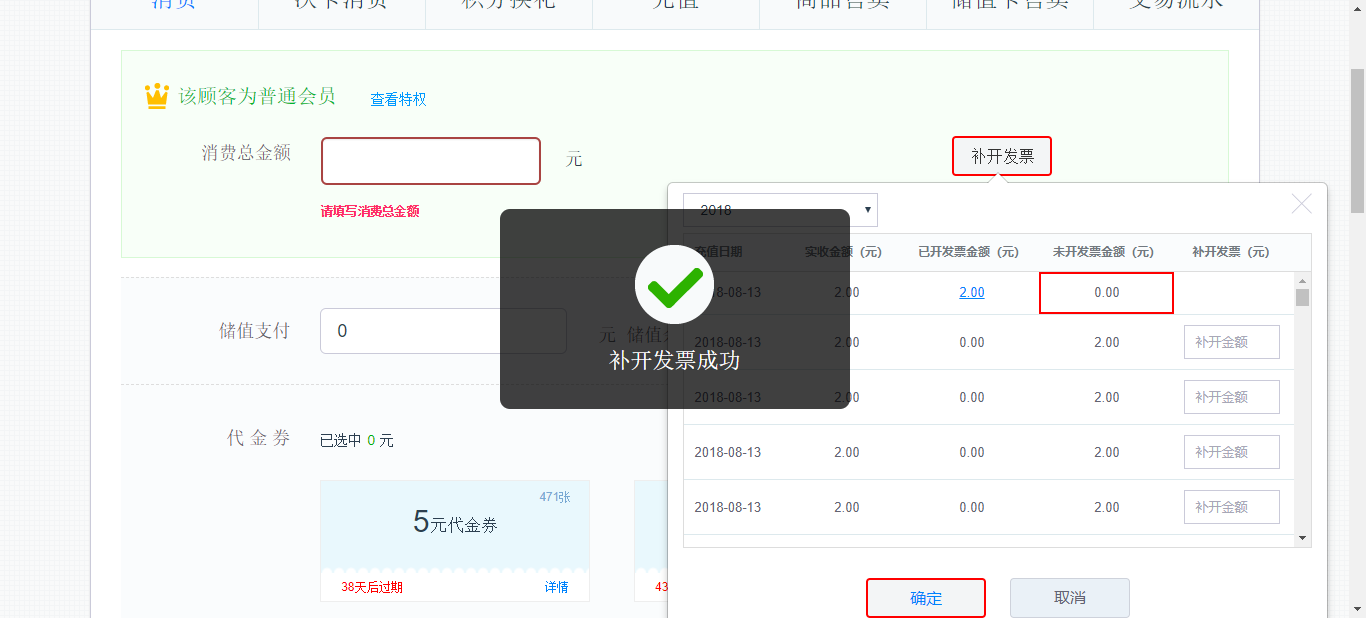 消费 次卡消费 积分换礼 充值 商品售卖 储值卡售卖 交易流水
该顾客为普通会员 查看特权
消费总金额 元 补开发票
请填写消费总金额
2018
充值日期 实收金额（元） 已开发票金额（元） 未开发票金额（元） 补开发票（元）
2018-08-13 2.00 2.00 0.00
2018-08-13 2.00 0.00 2.00 补开金额
2018-08-13 2.00 0.00 2.00 补开金额
2018-08-13 2.00 0.00 2.00 补开金额
2018-08-13 2.00 0.00 2.00 补开金额
确定 取消
补开发票成功
储值支付 0 元 储值
代金券 已选中 0 元
471张
5元代金券
38天后过期 详情 43